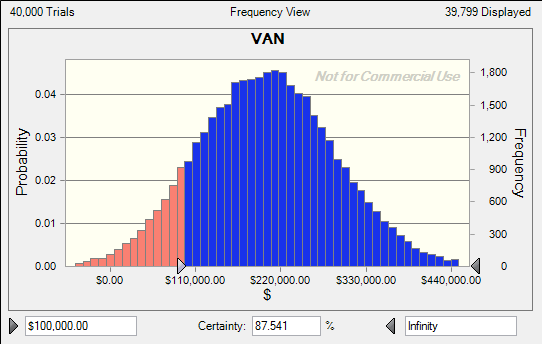 40,000 Trials Frequency View 39,799 Displayed
VAN
Not for Commercial Use
Probability
0.04
0.03
0.02
0.01
0.00
1,800
1,500
1,200
900
600
300
0
Frequency
$0.00 $110,000.00 $220,000.00 $330,000.00 $440,000.00
$
$100,000.00 Certainty: 87.541 % Infinity